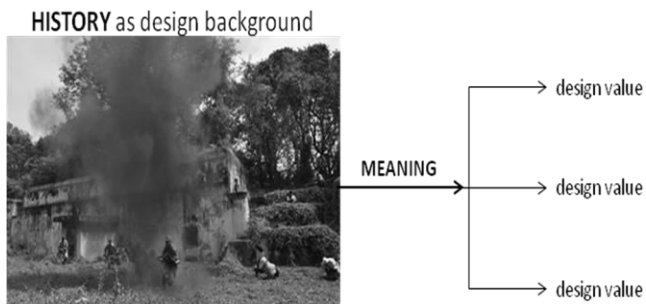 HISTORY as design background
design value
MEANING
design value
design value